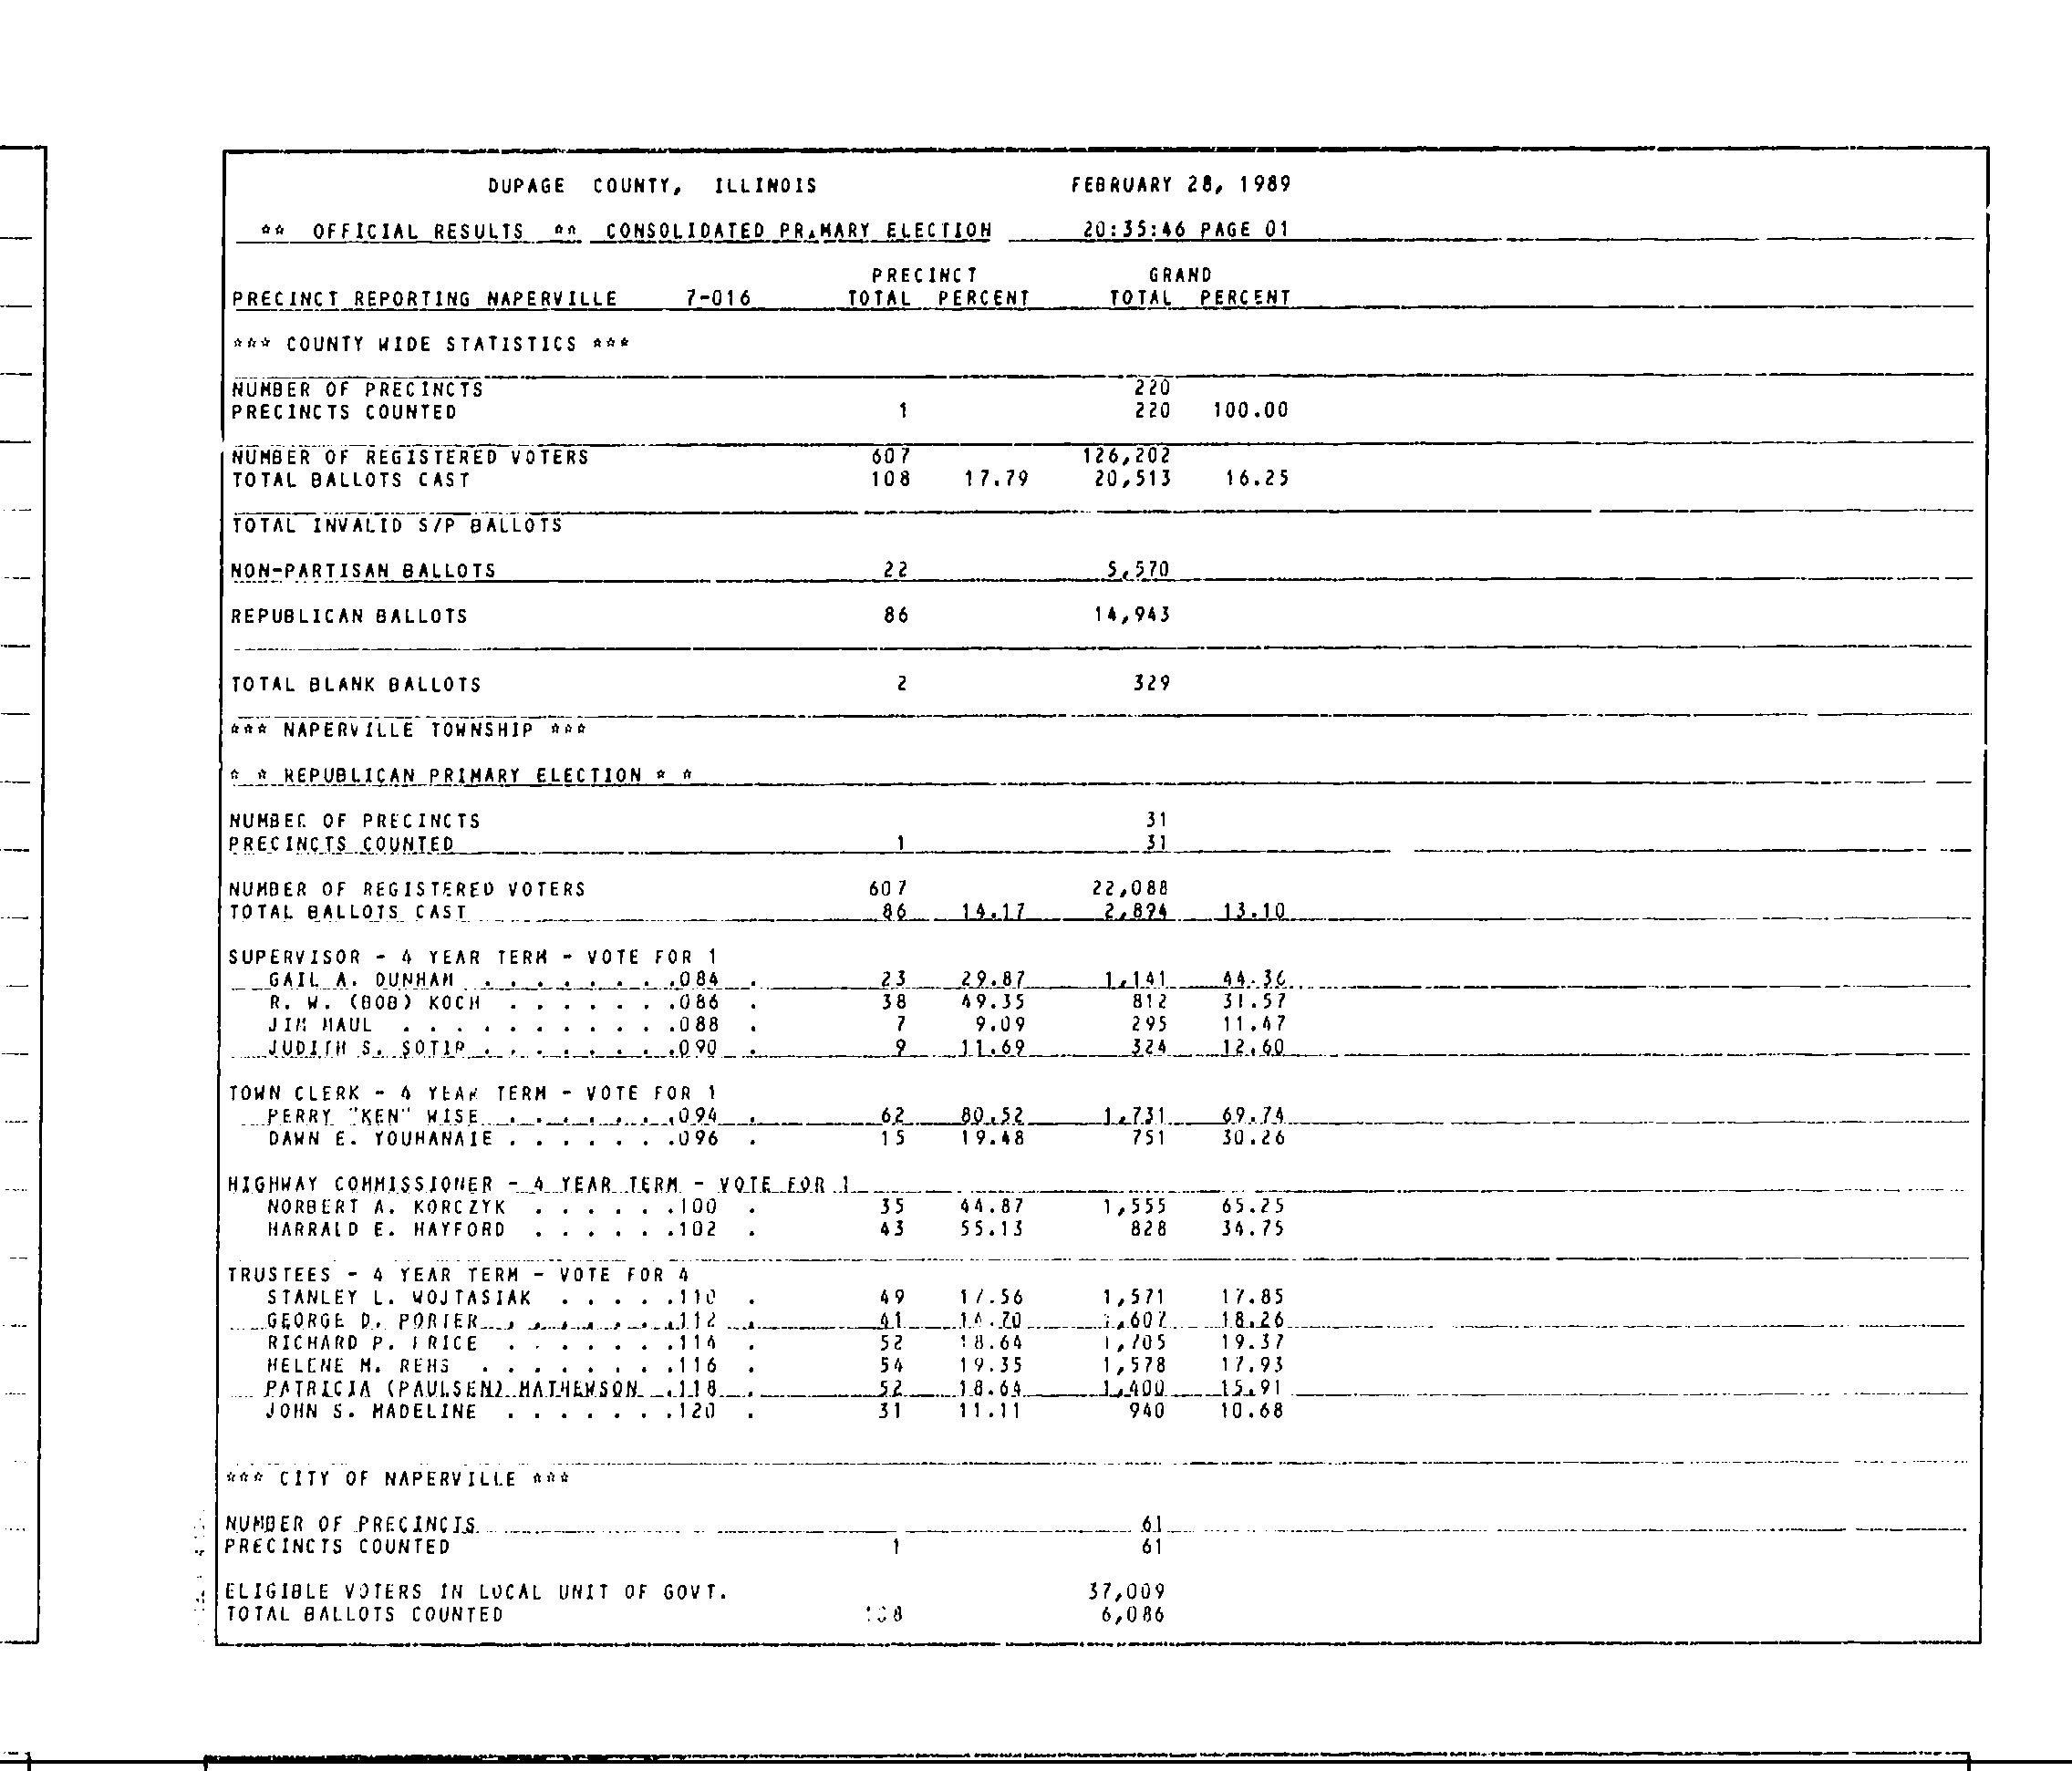 DUPAGE COUNTY, ILLINOIS FEBRUARY 28, 1989
** OFFICIAL RESULTS ** CONSOLIDATED PRIMARY ELECTION 20:35:46 PAGE 01
PRECINCT GRAND
PRECINCT REPORTING NAPERVILLE 7-016 TOTAL PERCENT TOTAL PERCENT
*** COUNTY WIDE STATISTICS ***
NUMBER OF PRECINCTS 220
PRECINCTS COUNTED 1 220 100.00
NUMBER OF REGISTERED VOTERS 607 126,202
TOTAL BALLOTS CAST 108 17.79 20,513 16.25
TOTAL INVALID S/P BALLOTS
NON-PARTISAN BALLOTS 22 5,570
REPUBLICAN BALLOTS 86 14,943
TOTAL BLANK BALLOTS 2 329
*** NAPERVILLE TOWNSHIP ***
* * REPUBLICAN PRIMARY ELECTION * *
NUMBER OF PRECINCTS 31
PRECINCTS COUNTED 1 31
NUMBER OF REGISTERED VOTERS 607 22,088
TOTAL BALLOTS CAST 86 14.17 2,894 13.10
SUPERVISOR - 4 YEAR TERM - VOTE FOR 1
GAIL A. DUNHAM . . . . . . . .084 . 23 29.87 1,141 44.36
R. W. (BOB) KOCH . . . . . . .086 . 38 49.35 812 31.57
JIM MAUL . . . . . . . . . . .088 . 7 9.09 295 11.47
JUDITH S. SOTIR . . . . . . . .090 . 9 11.69 324 12.60
TOWN CLERK - 4 YEAR TERM - VOTE FOR 1
PERRY "KEN" WISE . . . . . . . .094 . 62 80.52 1,731 69.74
DAWN E. YOUHANAIE . . . . . . .096 . 15 19.48 751 30.26
HIGHWAY COMMISSIONER - 4 YEAR TERM - VOTE FOR 1
NORBERT A. KORCZYK . . . . . .100 . 35 44.87 1,555 65.25
HARRALD E. HAYFORD . . . . . .102 . 43 55.13 828 34.75
TRUSTEES - 4 YEAR TERM - VOTE FOR 4
STANLEY L. WOJTASIAK . . . . .110 . 49 17.56 1,571 17.85
GEORGE D. PORTER . . . . . . . .112 . 41 14.70 1,607 18.26
RICHARD P. PRICE . . . . . . .114 . 52 18.64 1,705 19.37
HELENE M. REHS . . . . . . . .116 . 54 19.35 1,578 17.93
PATRICIA (PAULSEN) MATHEWSON .118 . 52 18.64 1,400 15.91
JOHN S. MADELINE . . . . . . .120 . 31 11.11 940 10.68
*** CITY OF NAPERVILLE ***
NUMBER OF PRECINCTS 61
PRECINCTS COUNTED 1 61
ELIGIBLE VOTERS IN LOCAL UNIT OF GOVT. 37,009
TOTAL BALLOTS COUNTED 108 6,086